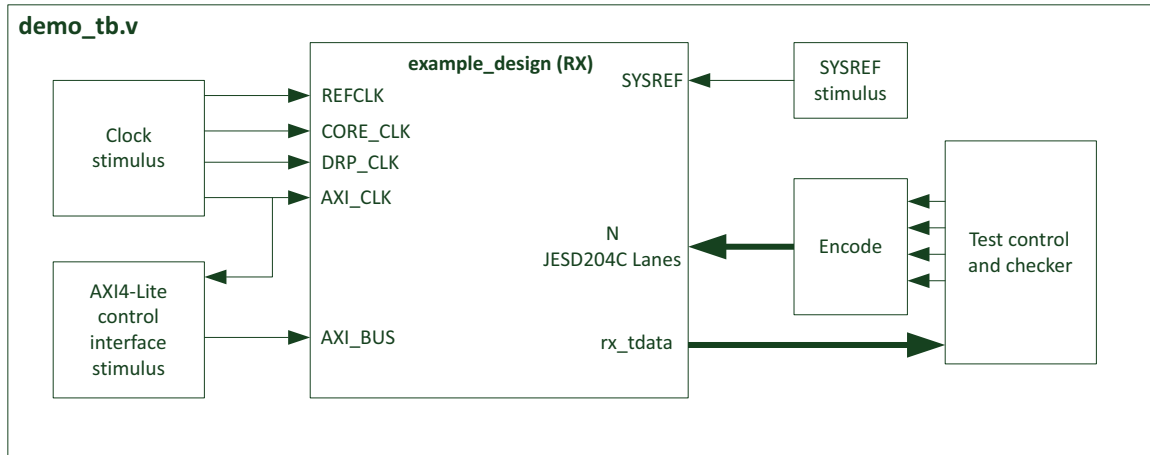 demo_tb.v
example_design (RX)
Clock
stimulus
REFCLK
CORE_CLK
DRP_CLK
AXI_CLK
SYSREF
SYSREF
stimulus
N
JESD204C Lanes
Encode
Test control
and checker
AXI4-Lite
control
interface
stimulus
AXI_BUS
rx_tdata